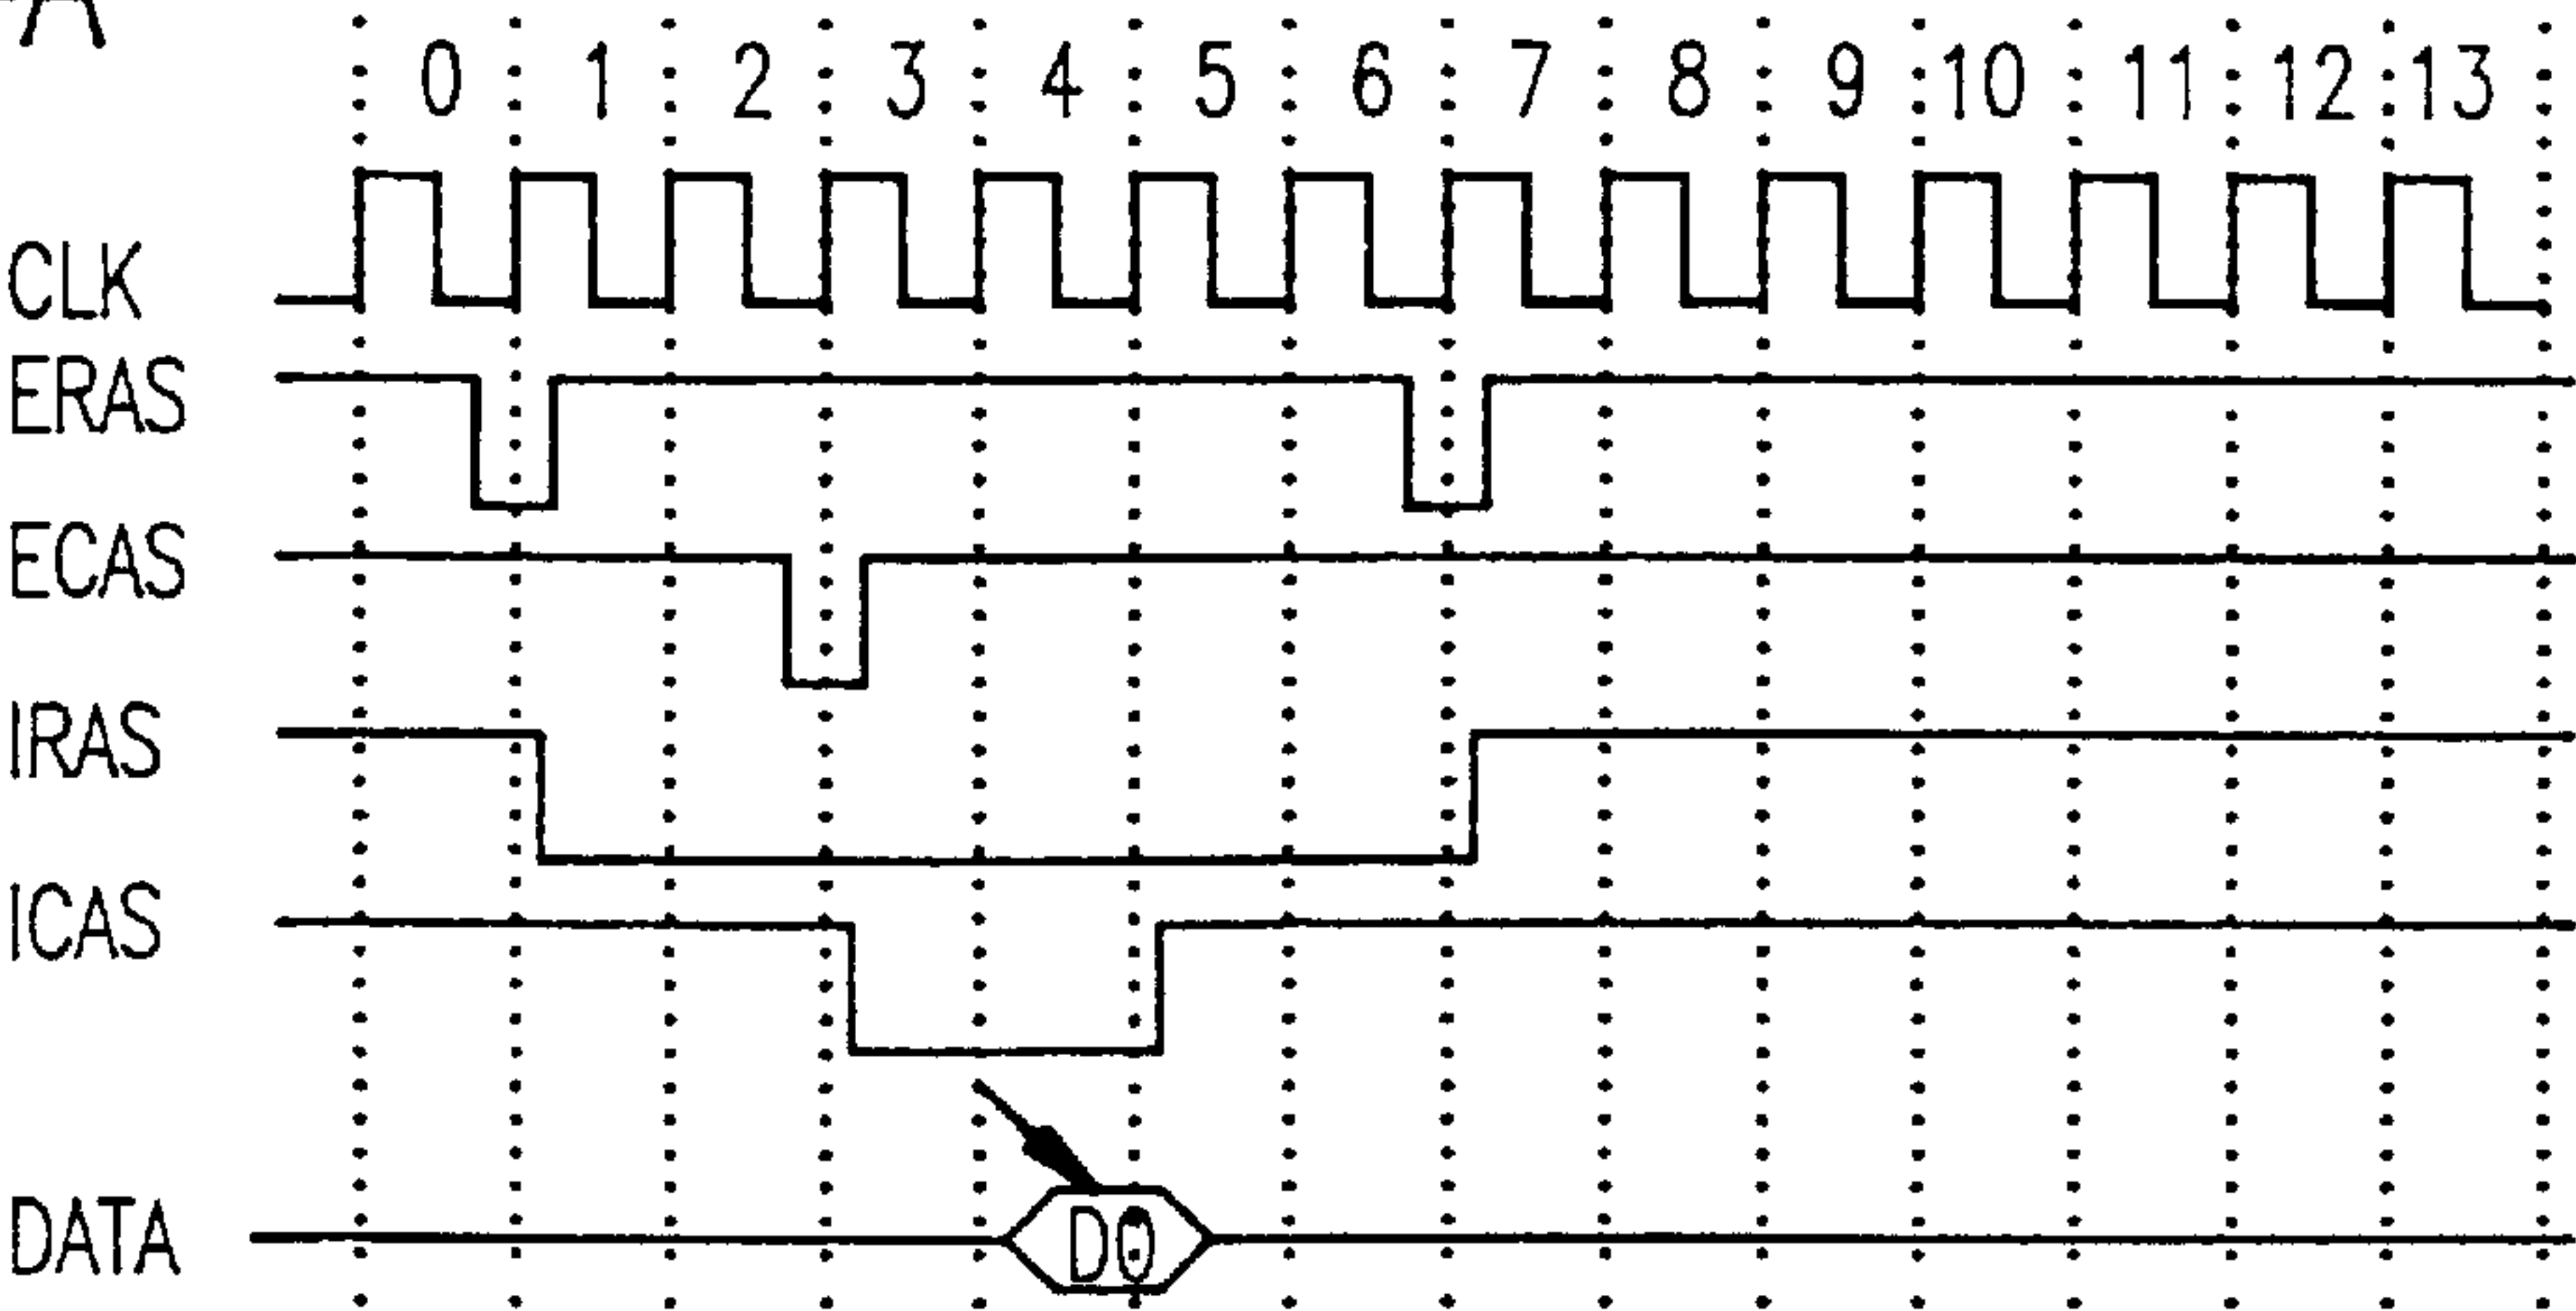 A
0 1 2 3 4 5 6 7 8 9 10 11 12 13
CLK
ERAS
ECAS
IRAS
ICAS
DATA D0